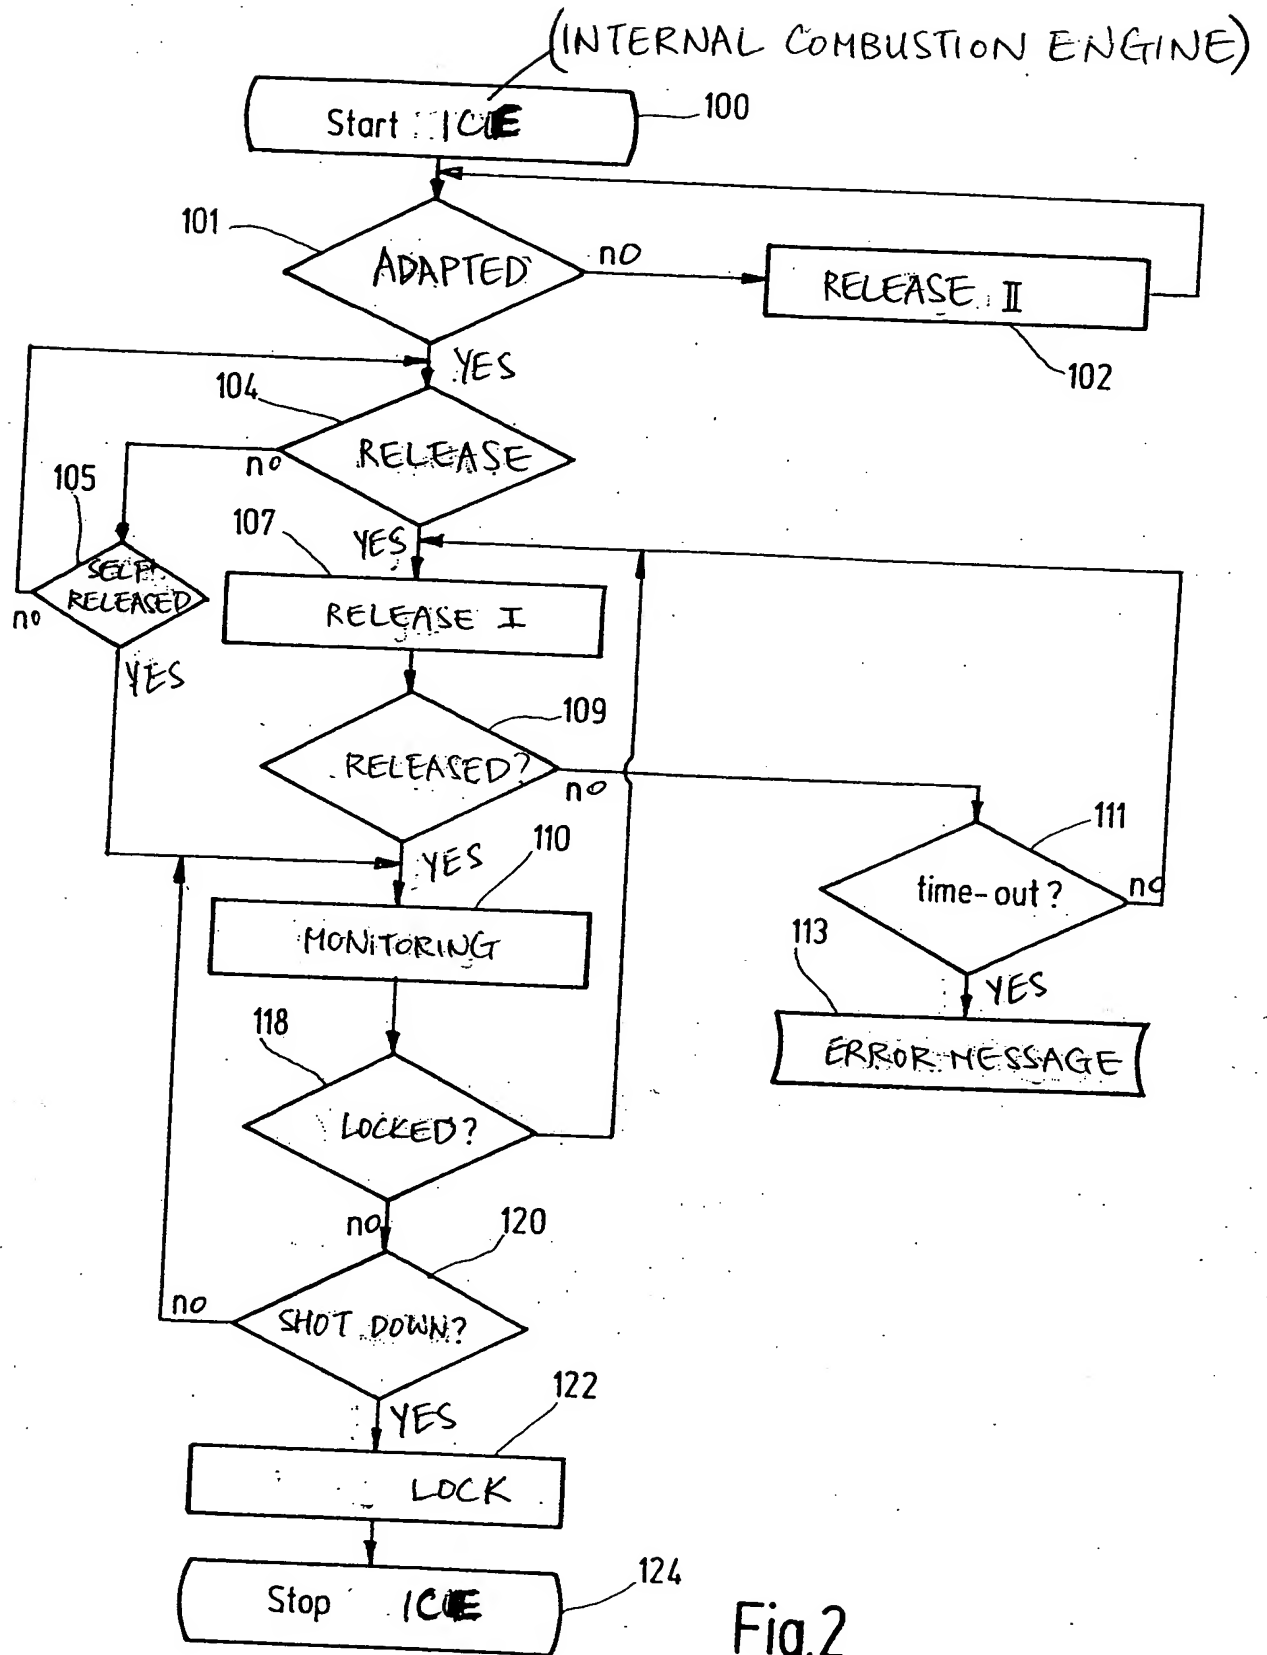 (INTERNAL COMBUSTION ENGINE)
Start ICE
100
101
ADAPTED
no
RELEASE II
102
YES
104
RELEASE
no
105
SELF
RELEASED
no
YES
107
YES
RELEASE I
109
RELEASED?
no
110
YES
111
time-out?
no
MONITORING
113
YES
ERROR MESSAGE
118
LOCKED?
no
120
no
SHOT DOWN?
YES
122
LOCK
Stop ICE
124
Fig.2